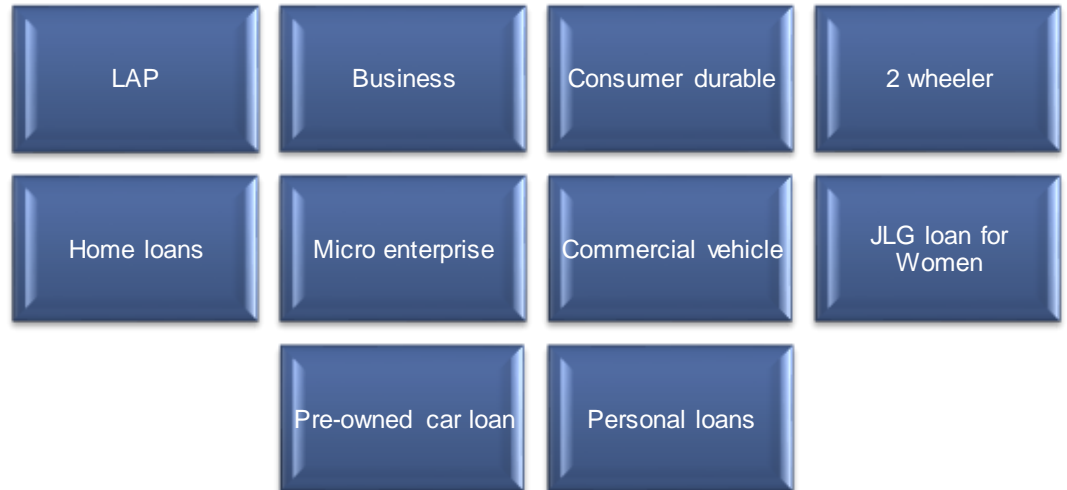 LAP
Business
Consumer durable
2 wheeler
Home loans
Micro enterprise
Commercial vehicle
JLG loan for
Women
Pre-owned car loan
Personal loans